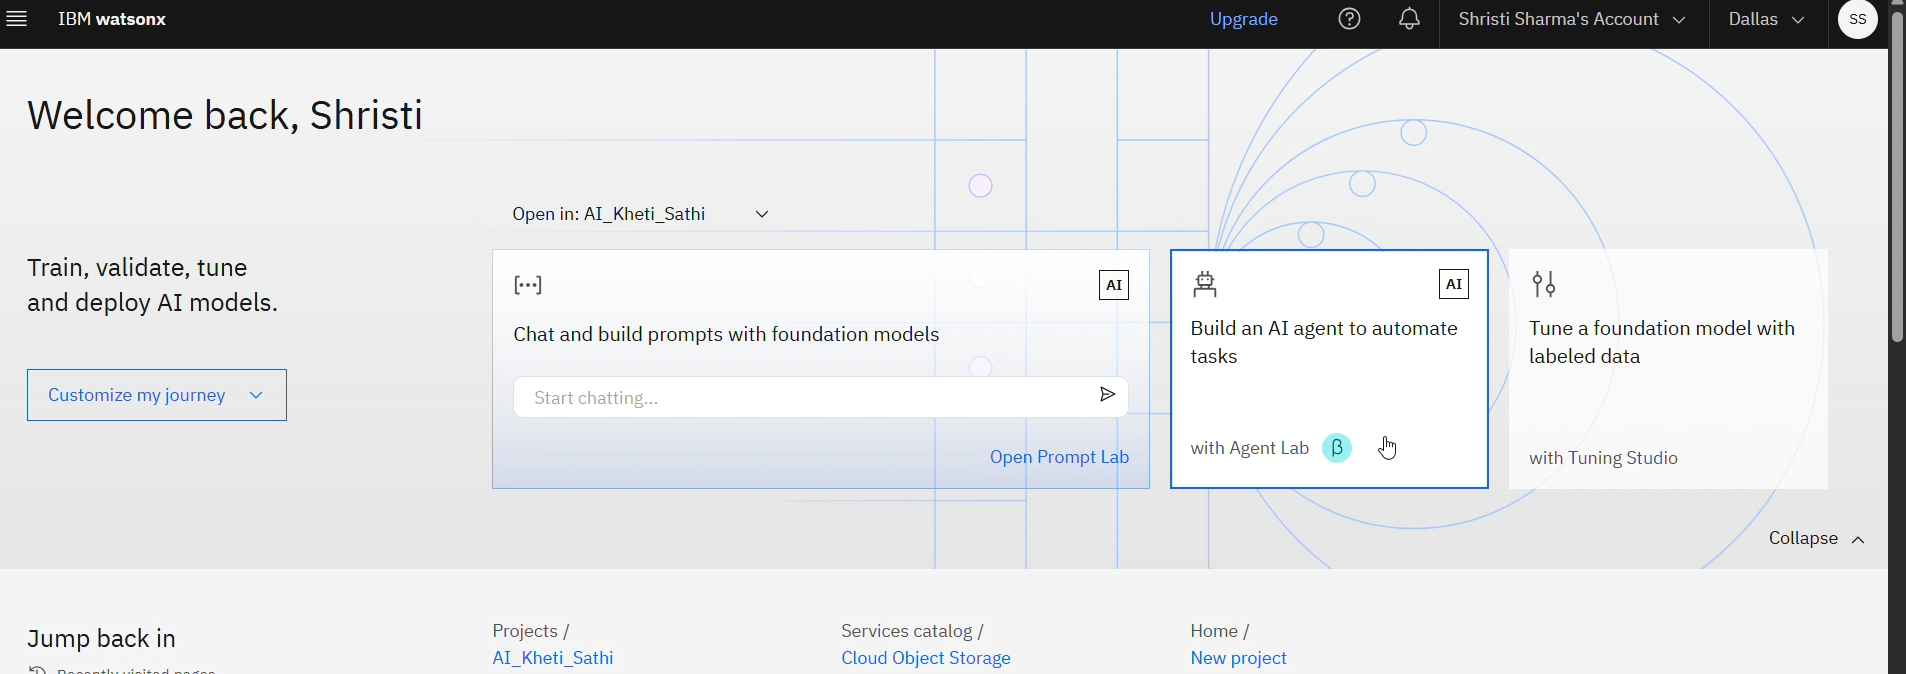 IBM watsonx
Upgrade
Shristi Sharma's Account
Dallas
SS
Welcome back, Shristi
Train, validate, tune
and deploy AI models.
Customize my journey
Open in: AI_Kheti_Sathi
AI
Chat and build prompts with foundation models
Start chatting...
Open Prompt Lab
AI
Build an AI agent to automate
tasks
with Agent Lab β
Tune a foundation model with
labeled data
with Tuning Studio
Collapse
Jump back in
Recently visited pages
Projects /
AI_Kheti_Sathi
Services catalog /
Cloud Object Storage
Home /
New project